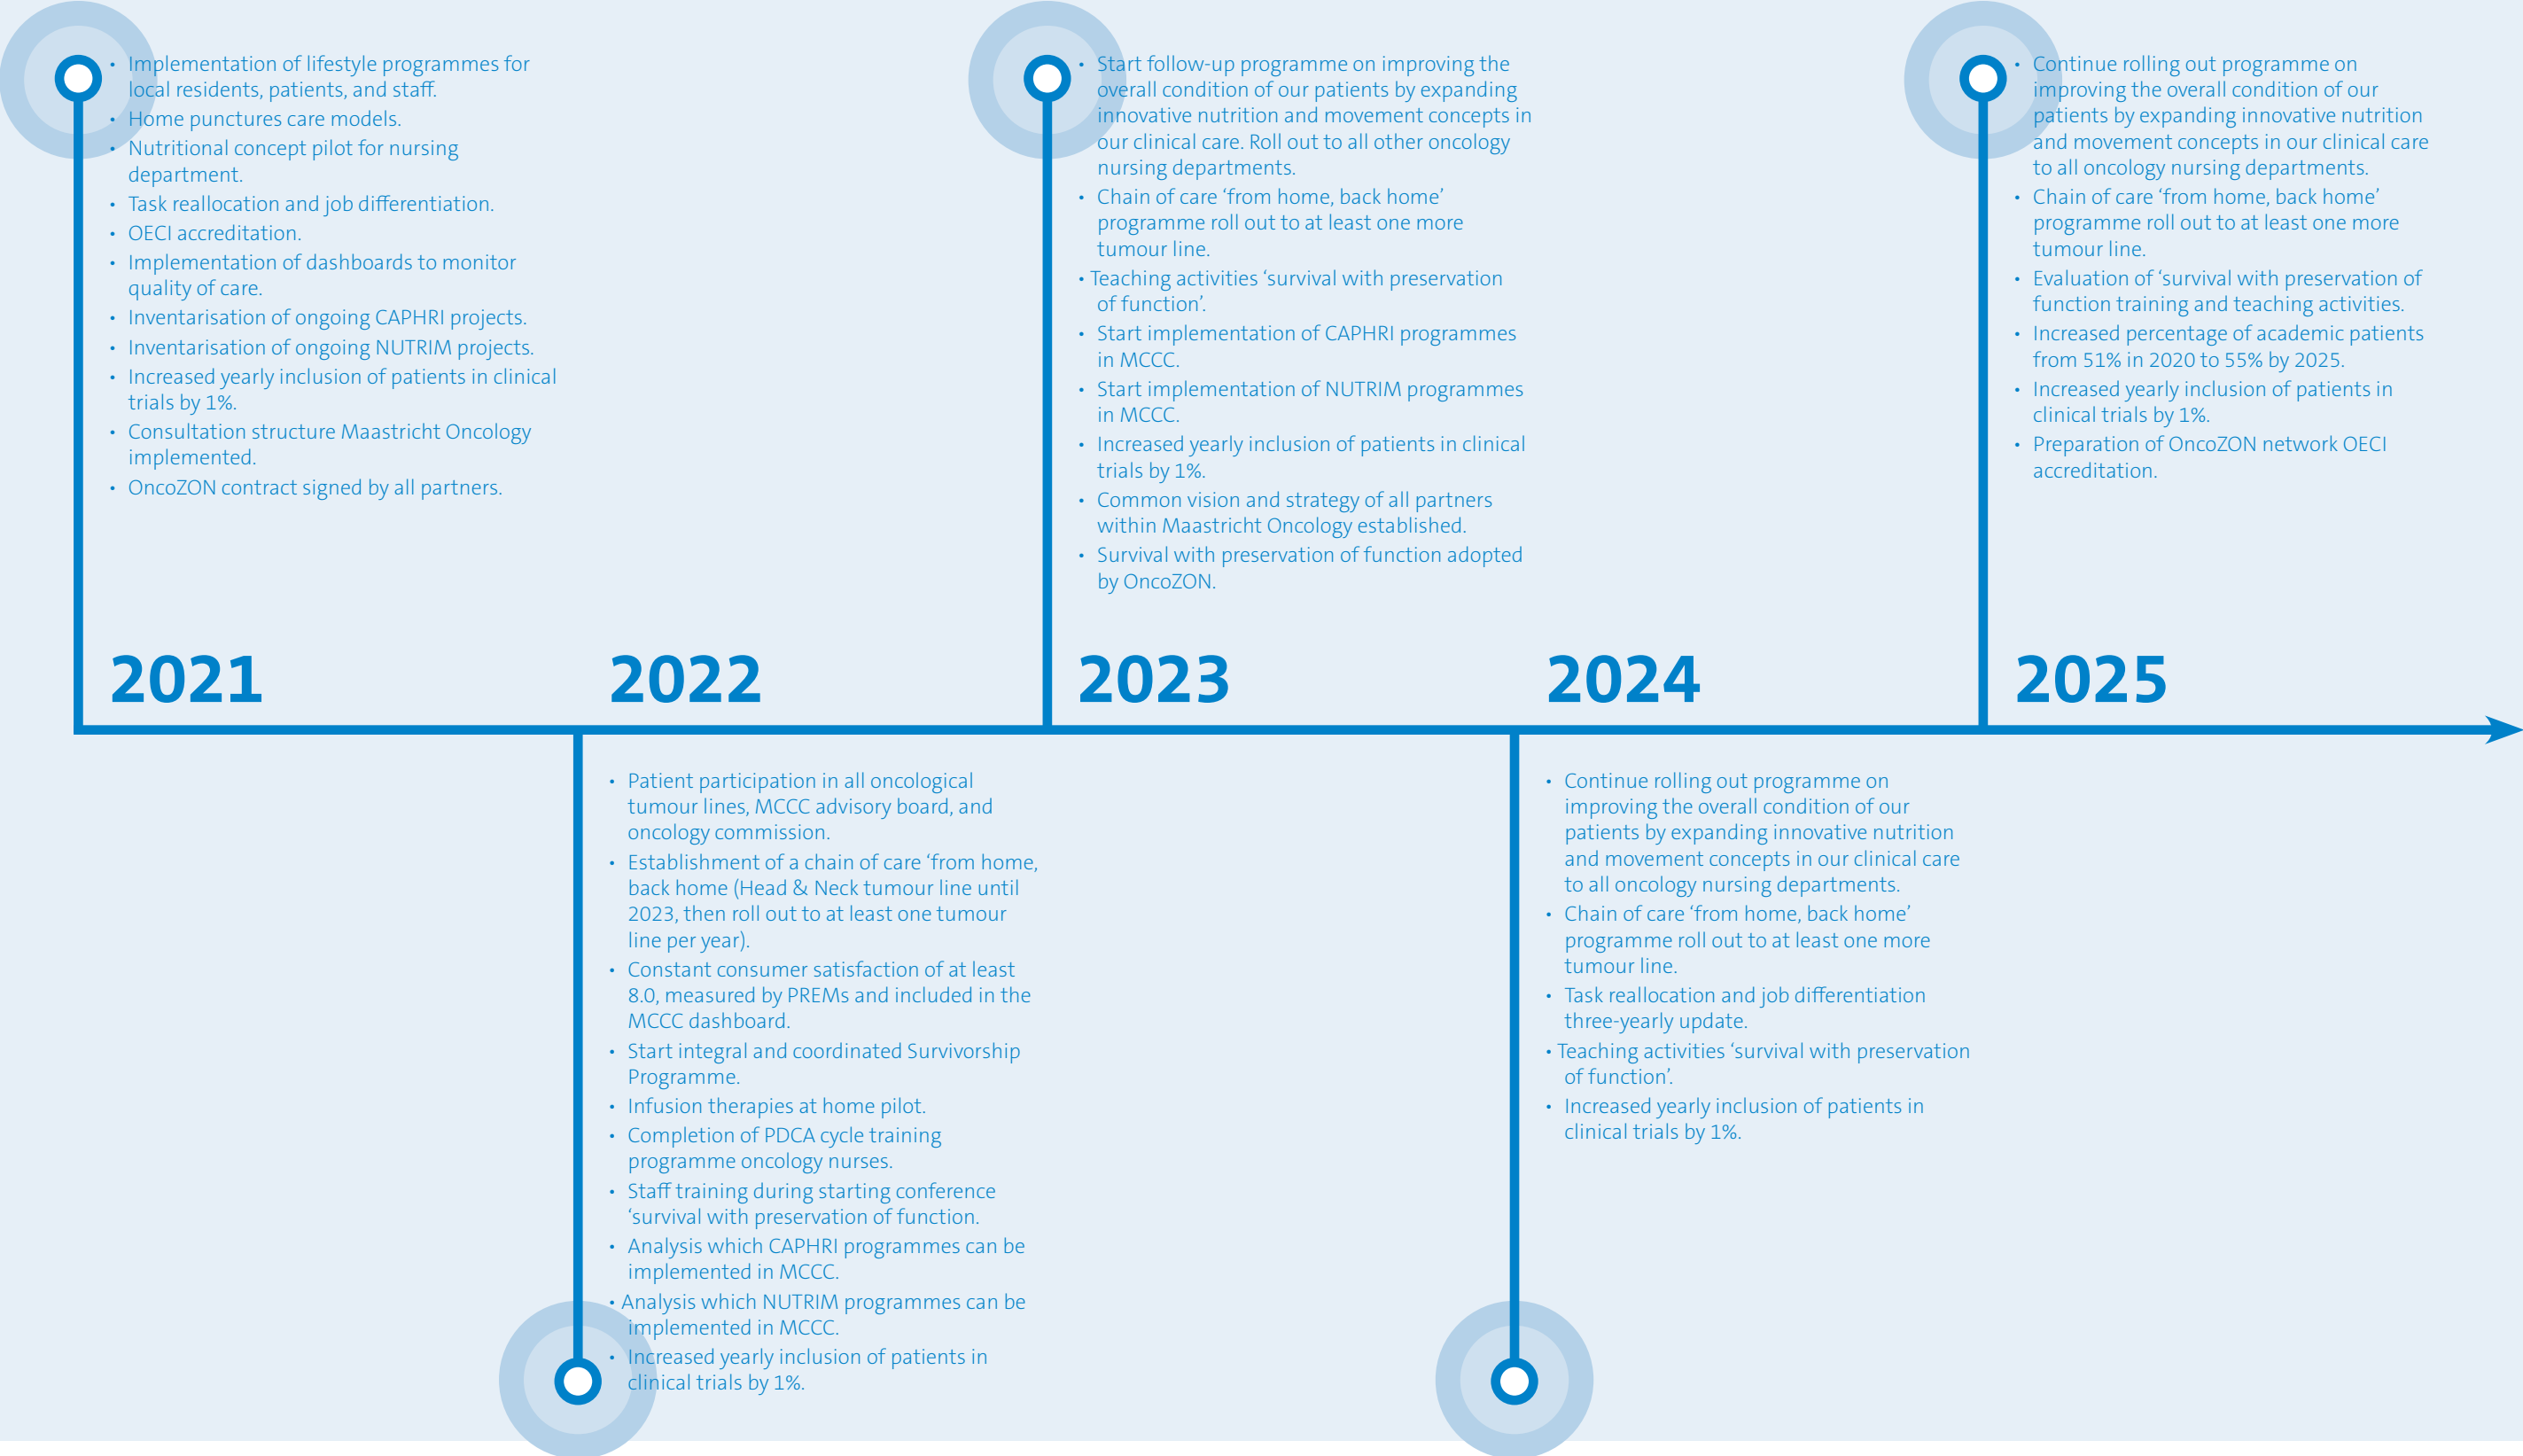 • Implementation of lifestyle programmes for
local residents, patients, and staff.
• Home punctures care models.
• Nutritional concept pilot for nursing
department.
• Task reallocation and job differentiation.
• OECI accreditation.
• Implementation of dashboards to monitor
quality of care.
• Inventarisation of ongoing CAPHRI projects.
• Inventarisation of ongoing NUTRIM projects.
• Increased yearly inclusion of patients in clinical
trials by 1%.
• Consultation structure Maastricht Oncology
implemented.
• OncoZON contract signed by all partners.
2021
2022
• Patient participation in all oncological
tumour lines, MCCC advisory board, and
oncology commission.
• Establishment of a chain of care ‘from home,
back home (Head & Neck tumour line until
2023, then roll out to at least one tumour
line per year).
• Constant consumer satisfaction of at least
8.0, measured by PREMs and included in the
MCCC dashboard.
• Start integral and coordinated Survivorship
Programme.
• Infusion therapies at home pilot.
• Completion of PDCA cycle training
programme oncology nurses.
• Staff training during starting conference
‘survival with preservation of function.
• Analysis which CAPHRI programmes can be
implemented in MCCC.
• Analysis which NUTRIM programmes can be
implemented in MCCC.
• Increased yearly inclusion of patients in
clinical trials by 1%.
• Start follow-up programme on improving the
overall condition of our patients by expanding
innovative nutrition and movement concepts in
our clinical care. Roll out to all other oncology
nursing departments.
• Chain of care ‘from home, back home’
programme roll out to at least one more
tumour line.
• Teaching activities ‘survival with preservation
of function’.
• Start implementation of CAPHRI programmes
in MCCC.
• Start implementation of NUTRIM programmes
in MCCC.
• Increased yearly inclusion of patients in clinical
trials by 1%.
• Common vision and strategy of all partners
within Maastricht Oncology established.
• Survival with preservation of function adopted
by OncoZON.
2023
2024
• Continue rolling out programme on
improving the overall condition of our
patients by expanding innovative nutrition
and movement concepts in our clinical care
to all oncology nursing departments.
• Chain of care ‘from home, back home’
programme roll out to at least one more
tumour line.
• Task reallocation and job differentiation
three-yearly update.
• Teaching activities ‘survival with preservation
of function’.
• Increased yearly inclusion of patients in
clinical trials by 1%.
• Continue rolling out programme on
improving the overall condition of our
patients by expanding innovative nutrition
and movement concepts in our clinical care
to all oncology nursing departments.
• Chain of care ‘from home, back home’
programme roll out to at least one more
tumour line.
• Evaluation of ‘survival with preservation of
function training and teaching activities.
• Increased percentage of academic patients
from 51% in 2020 to 55% by 2025.
• Increased yearly inclusion of patients in
clinical trials by 1%.
• Preparation of OncoZON network OECI
accreditation.
2025